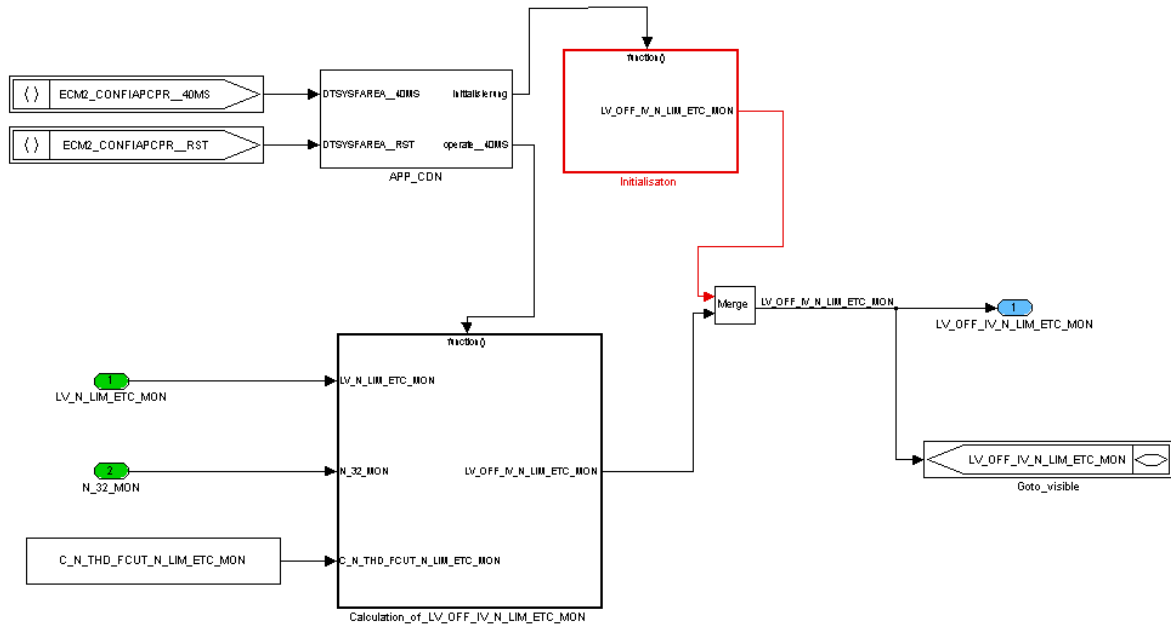 function()
ECM2_CONFIAPCPR__40MS
DTSYSFAREA__40MS
Initialisierung
LV_OFF_IV_N_LIM_ETC_MON
ECM2_CONFIAPCPR__RST
DTSYSFAREA__RST
operate__40MS
APP_CDN
Initialisaton
Merge
LV_OFF_IV_N_LIM_ETC_MON
1
LV_OFF_IV_N_LIM_ETC_MON
function()
1
LV_N_LIM_ETC_MON
LV_N_LIM_ETC_MON
2
N_32_MON
N_32_MON
LV_OFF_IV_N_LIM_ETC_MON
LV_OFF_IV_N_LIM_ETC_MON
Goto_visible
C_N_THD_FCUT_N_LIM_ETC_MON
C_N_THD_FCUT_N_LIM_ETC_MON
Calculation_of_LV_OFF_IV_N_LIM_ETC_MON